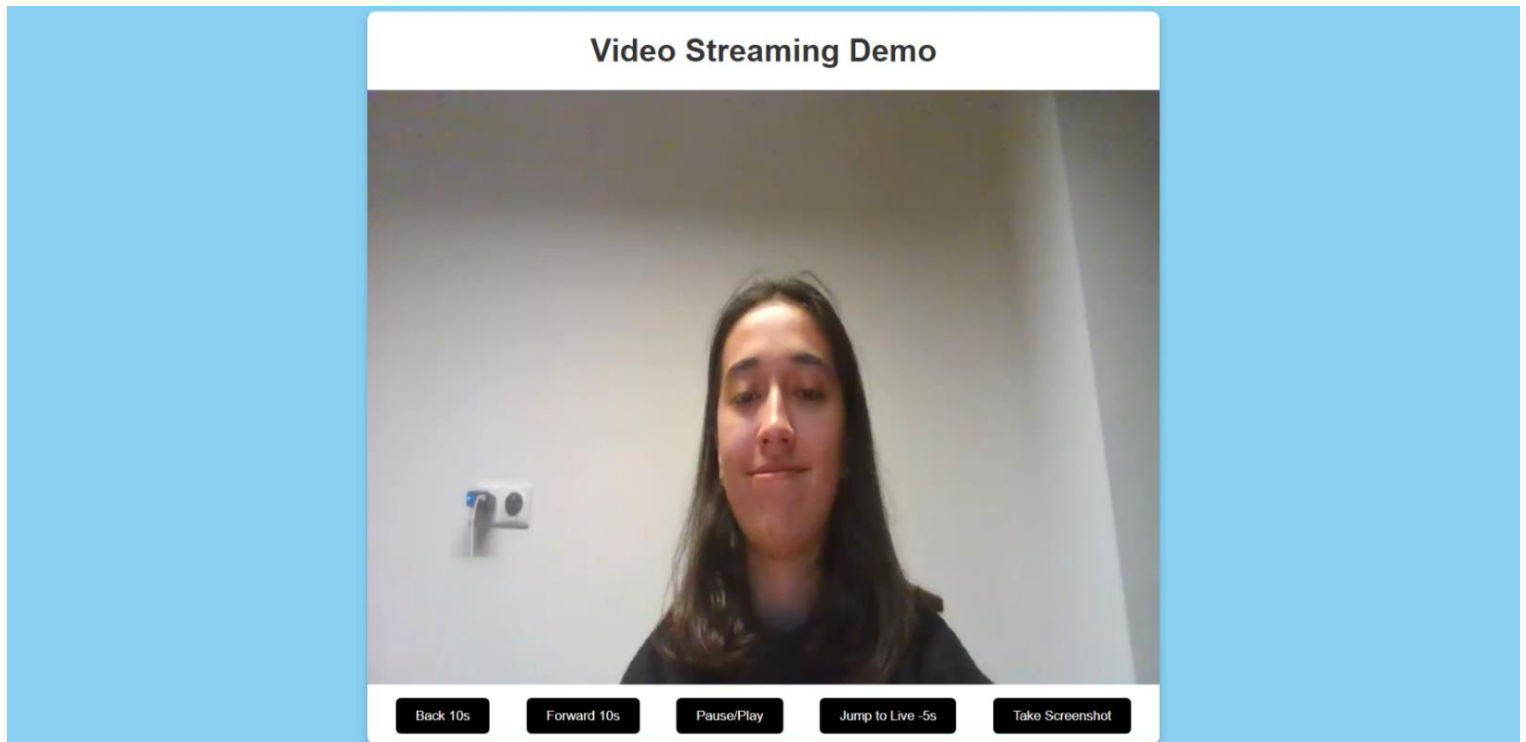 Video Streaming Demo
Back 10s Forward 10s Pause/Play Jump to Live -5s Take Screenshot